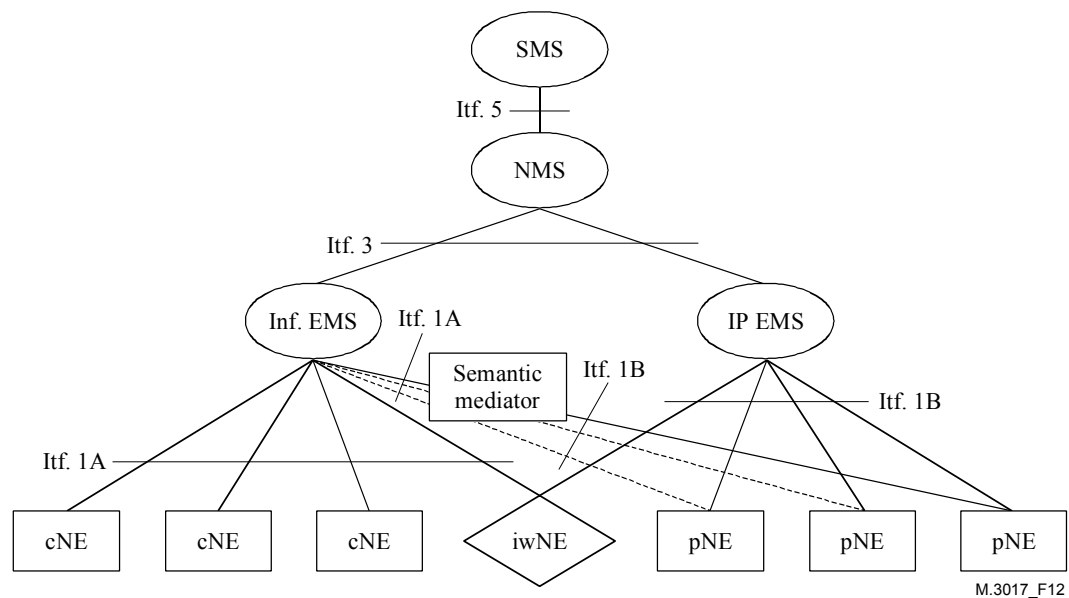 SMS
Itf. 5
NMS
Itf. 3
Inf. EMS
Itf. 1A
IP EMS
Semantic
mediator
Itf. 1B
Itf. 1B
Itf. 1A
cNE
cNE
cNE
iwNE
pNE
pNE
pNE
M.3017_F12